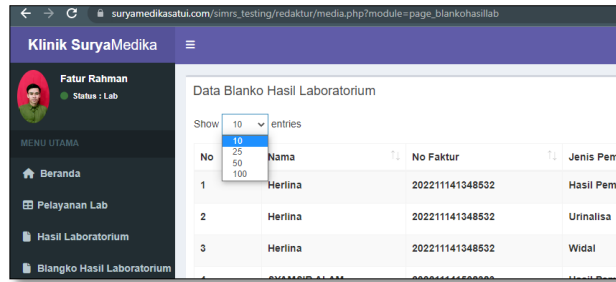 suryamedikasatui.com/simrs_testing/redaktur/media.php?module=page_blankohasillab
Klinik SuryaMedika
Fatur Rahman
Status : Lab
MENU UTAMA
Beranda
Pelayanan Lab
Hasil Laboratorium
Blangko Hasil Laboratorium
Data Blanko Hasil Laboratorium
Show 10 entries
10
25
50
100
No Nama No Faktur Jenis Pem
1 Herlina 202211141348532 Hasil Pem
2 Herlina 202211141348532 Urinalisa
3 Herlina 202211141348532 Widal